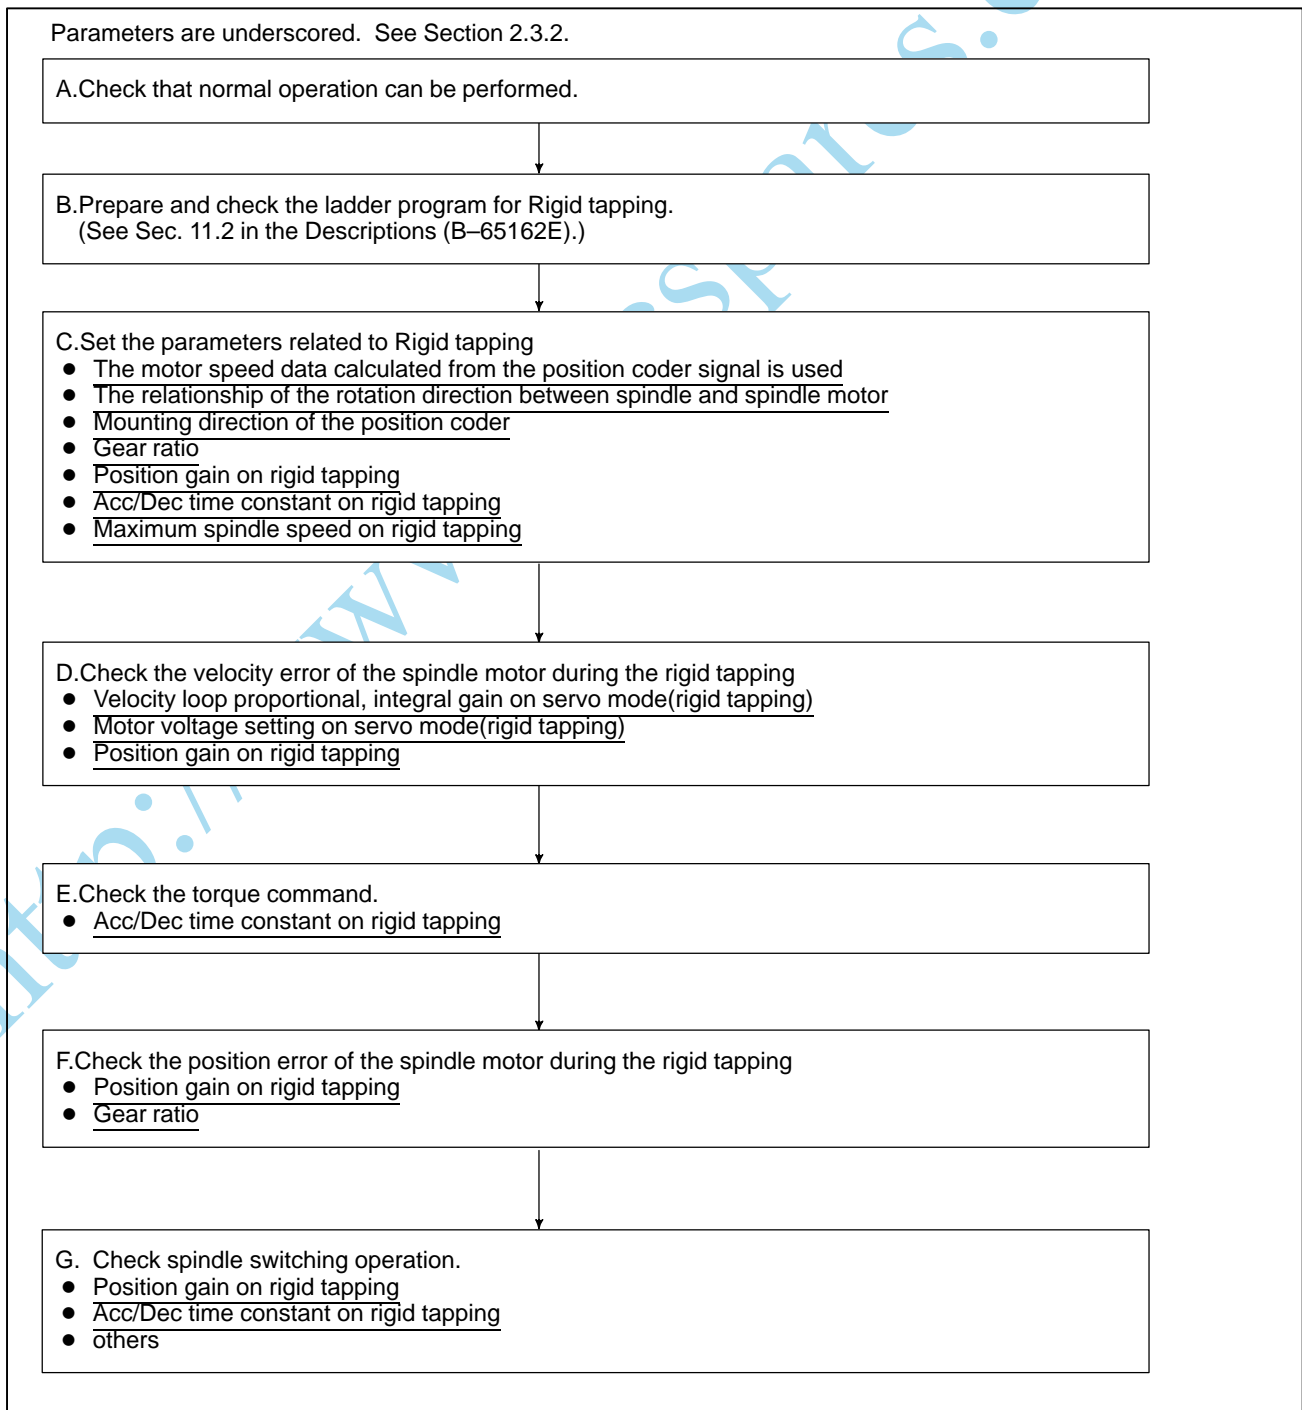 Parameters are underscored. See Section 2.3.2.
A.Check that normal operation can be performed.
B.Prepare and check the ladder program for Rigid tapping.
(See Sec. 11.2 in the Descriptions (B–65162E).)
C.Set the parameters related to Rigid tapping
● The motor speed data calculated from the position coder signal is used
● The relationship of the rotation direction between spindle and spindle motor
● Mounting direction of the position coder
● Gear ratio
● Position gain on rigid tapping
● Acc/Dec time constant on rigid tapping
● Maximum spindle speed on rigid tapping
D.Check the velocity error of the spindle motor during the rigid tapping
● Velocity loop proportional, integral gain on servo mode(rigid tapping)
● Motor voltage setting on servo mode(rigid tapping)
● Position gain on rigid tapping
E.Check the torque command.
● Acc/Dec time constant on rigid tapping
F.Check the position error of the spindle motor during the rigid tapping
● Position gain on rigid tapping
● Gear ratio
G. Check spindle switching operation.
● Position gain on rigid tapping
● Acc/Dec time constant on rigid tapping
● others